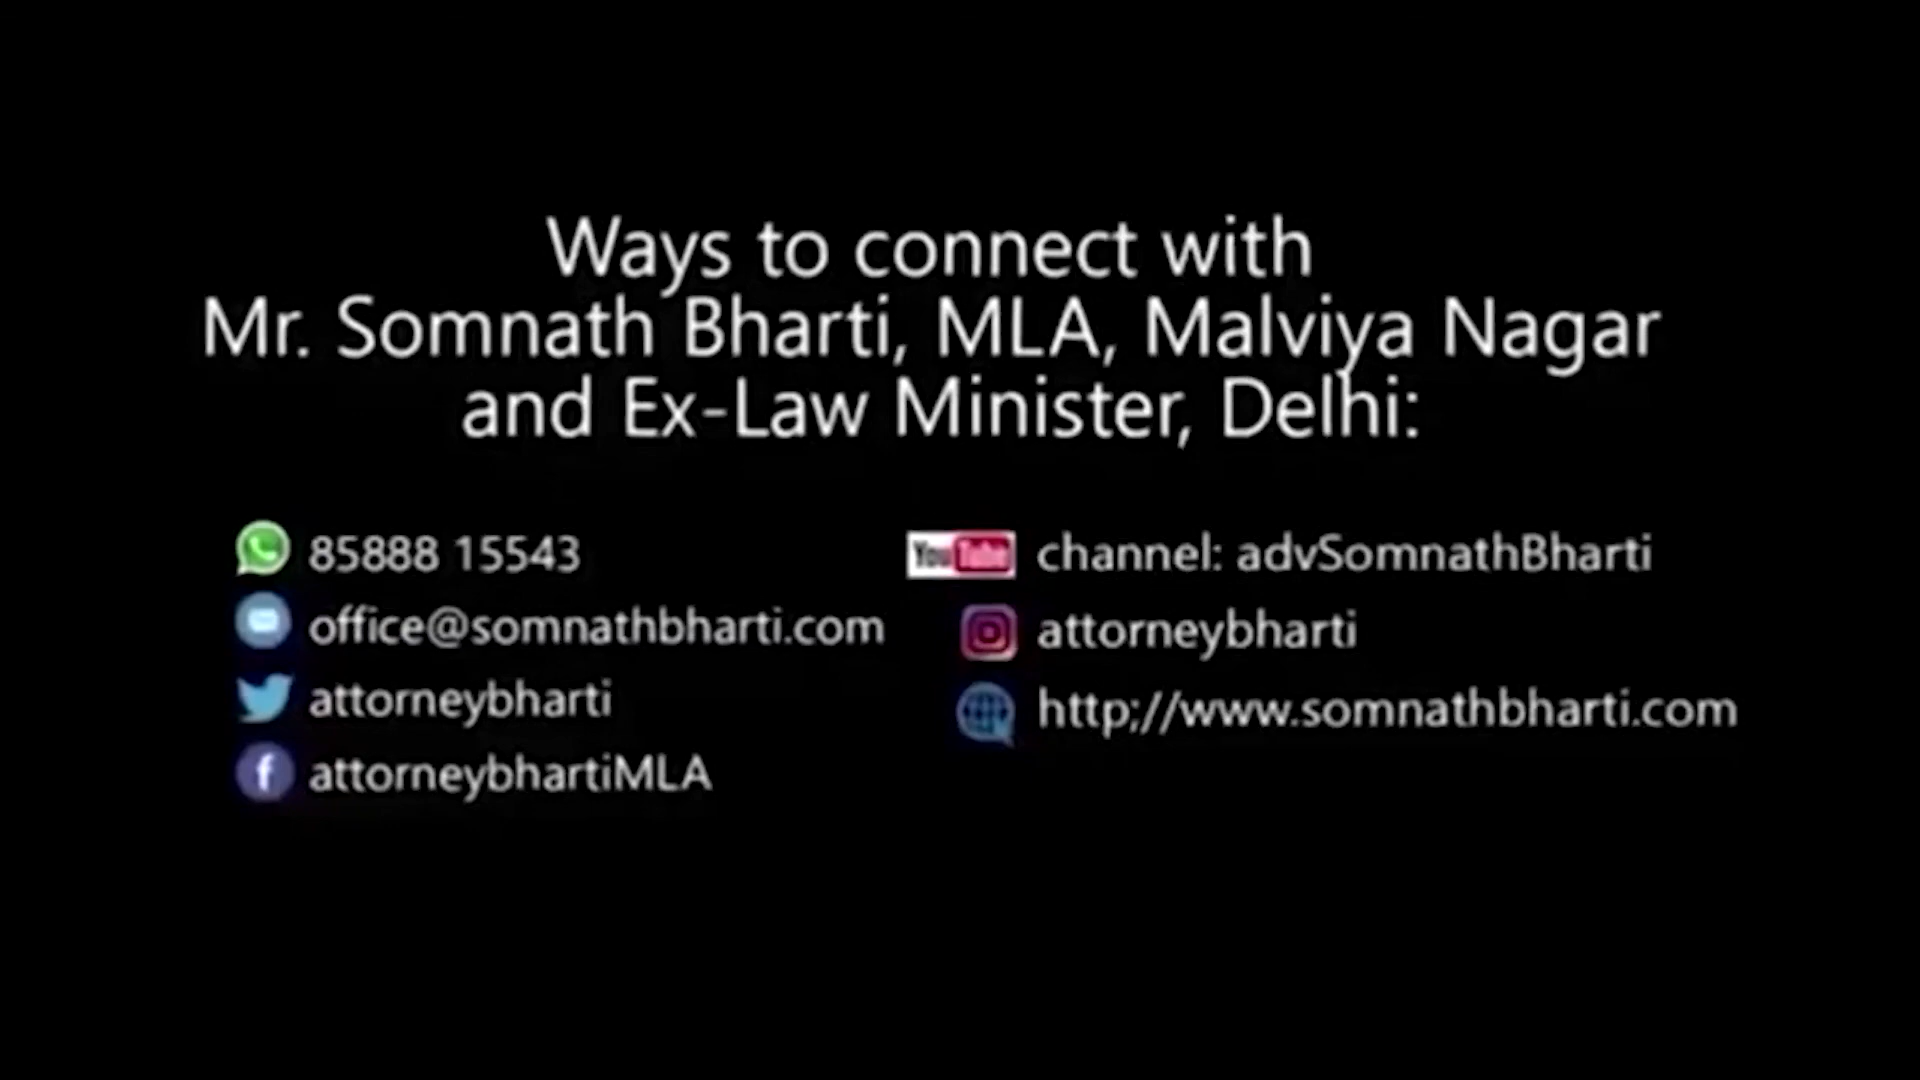 Ways to connect with
Mr. Somnath Bharti, MLA, Malviya Nagar
and Ex-Law Minister, Delhi:
85888 15543
office@somnathbharti.com
attorneybharti
attorneybhartiMLA
YouTube channel: advSomnathBharti
attorneybharti
http;//www.somnathbharti.com